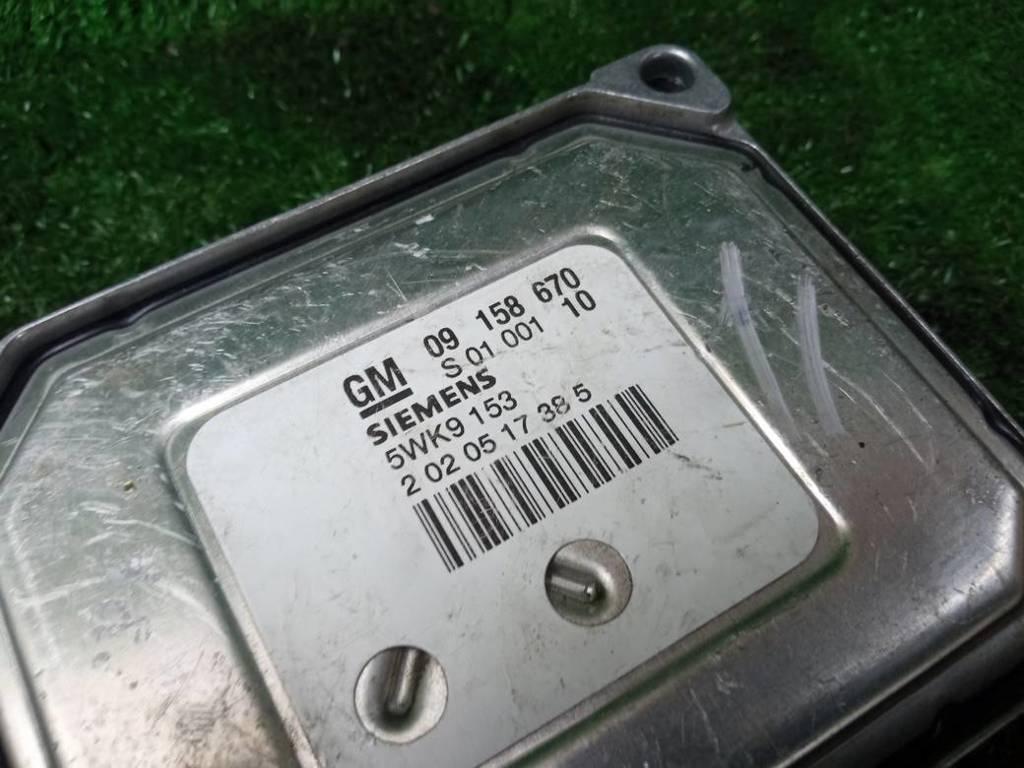 GM 09 158 670
S 01 001 10
SIEMENS
5WK9 153
2 02 05 17 38 5